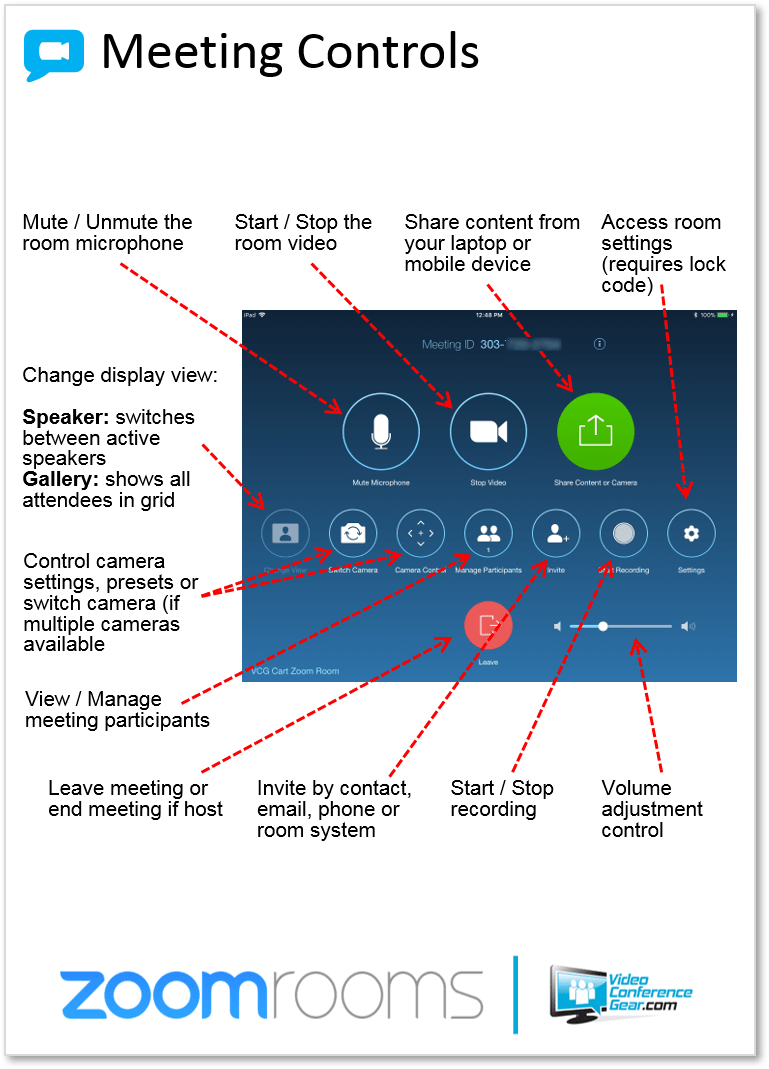 Meeting Controls
Mute / Unmute the
room microphone
Start / Stop the
room video
Share content from
your laptop or
mobile device
Access room
settings
(requires lock
code)
iPad
12:48 PM
100%
Meeting ID 303-
Change display view:
Speaker: switches
between active
speakers
Gallery: shows all
attendees in grid
Mute Microphone
Stop Video
Share Content or Camera
Control camera
settings, presets or
switch camera (if
multiple cameras
available
1
Change View
Switch Camera
Camera Control
Manage Participants
Invite
Start Recording
Settings
Leave
VCG Cart Zoom Room
View / Manage
meeting participants
Leave meeting or
end meeting if host
Invite by contact,
email, phone or
room system
Start / Stop
recording
Volume
adjustment
control
zoomrooms
Video
Conference
Gear.com